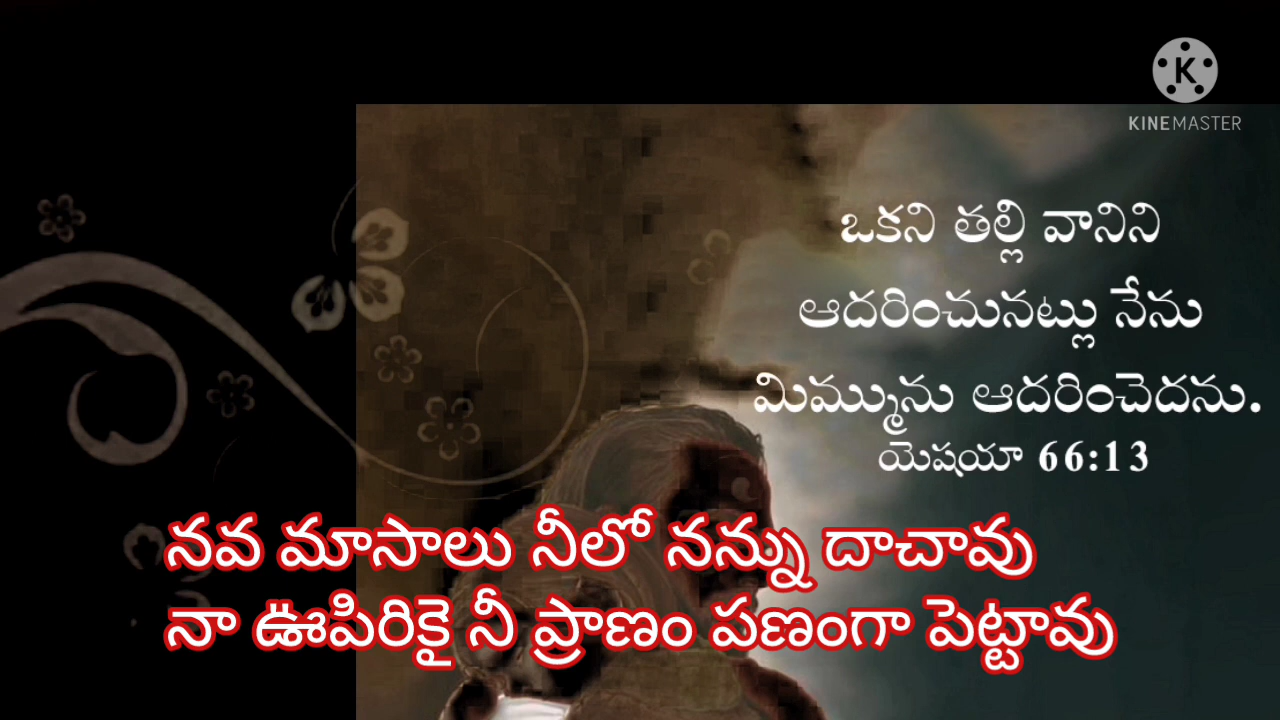 K
KINEMASTER
ఒకని తల్లి వానిని
ఆదరించునట్లు నేను
మిమ్మును ఆదరించెదను.
యెషయా 66:13
నవ మాసాలు నీలో నన్ను దాచావు
నా ఊపిరికై నీ ప్రాణం పణంగా పెట్టావు